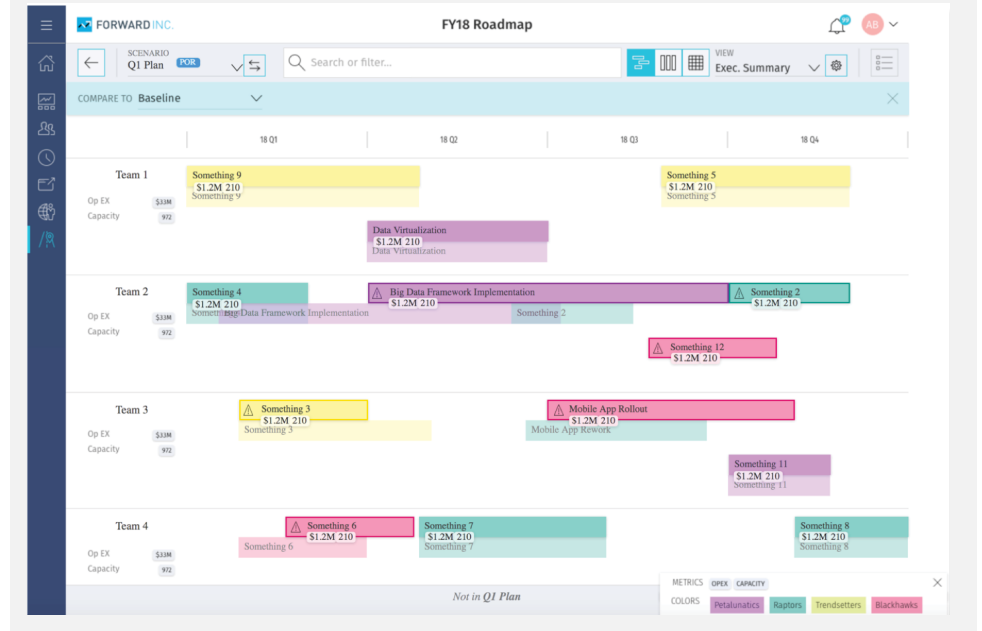 FORWARD INC.
FY18 Roadmap
99
AB
SCENARIO
Q1 Plan POR
Search or filter...
VIEW
Exec. Summary
COMPARE TO Baseline
18 Q1 18 Q2 18 Q3 18 Q4
Team 1
Op EX $33M
Capacity 972
Something 9
$1.2M 210
Something 9
Something 5
$1.2M 210
Something 5
Data Virtualization
$1.2M 210
Data Virtualization
Team 2
Op EX $33M
Capacity 972
Something 4
$1.2M 210
Something 4
Big Data Framework Implementation
$1.2M 210
Big Data Framework Implementation
Something 2
$1.2M 210
Something 2
Something 12
$1.2M 210
Team 3
Op EX $33M
Capacity 972
Something 3
$1.2M 210
Something 3
Mobile App Rollout
$1.2M 210
Mobile App Rework
Something 11
$1.2M 210
Something 11
Team 4
Op EX $33M
Capacity 972
Something 6
$1.2M 210
Something 6
Something 7
$1.2M 210
Something 7
Something 8
$1.2M 210
Something 8
Not in Q1 Plan
METRICS OPEX CAPACITY
COLORS Petalunatics Raptors Trendsetters Blackhawks